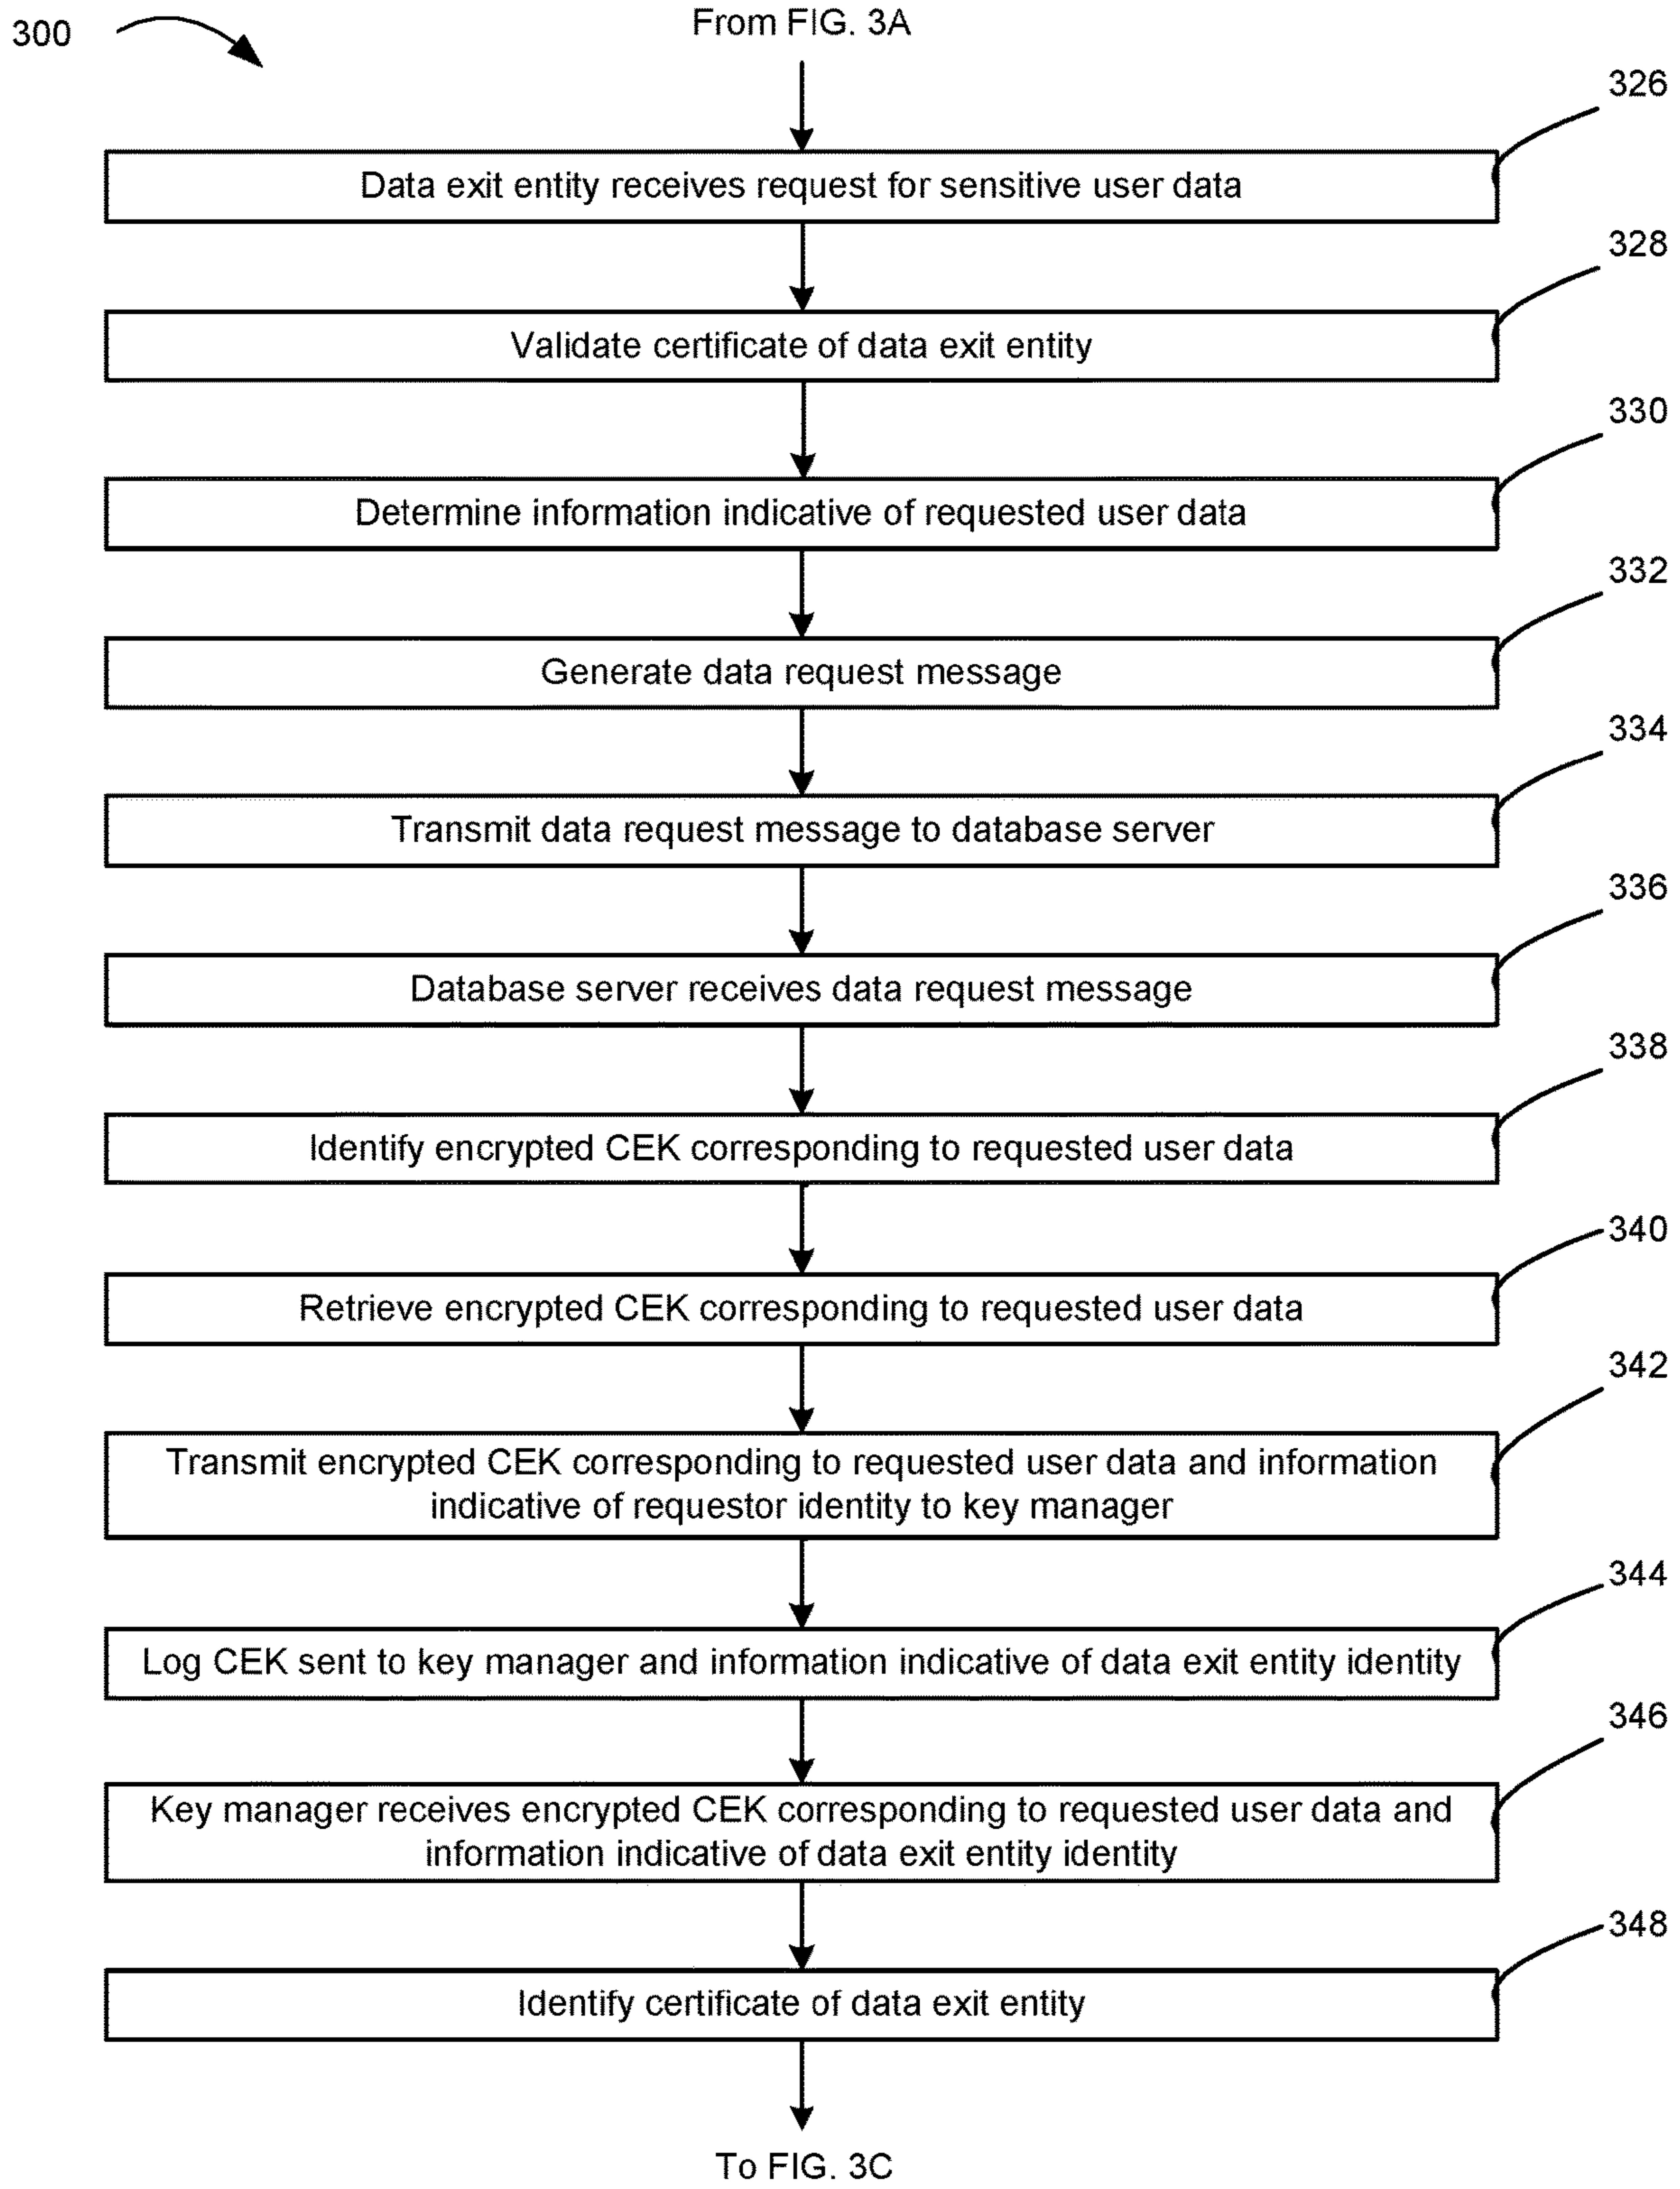 300
From FIG. 3A
326
Data exit entity receives request for sensitive user data
328
Validate certificate of data exit entity
330
Determine information indicative of requested user data
332
Generate data request message
334
Transmit data request message to database server
336
Database server receives data request message
338
Identify encrypted CEK corresponding to requested user data
340
Retrieve encrypted CEK corresponding to requested user data
342
Transmit encrypted CEK corresponding to requested user data and information
indicative of requestor identity to key manager
344
Log CEK sent to key manager and information indicative of data exit entity identity
346
Key manager receives encrypted CEK corresponding to requested user data and
information indicative of data exit entity identity
348
Identify certificate of data exit entity
To FIG. 3C